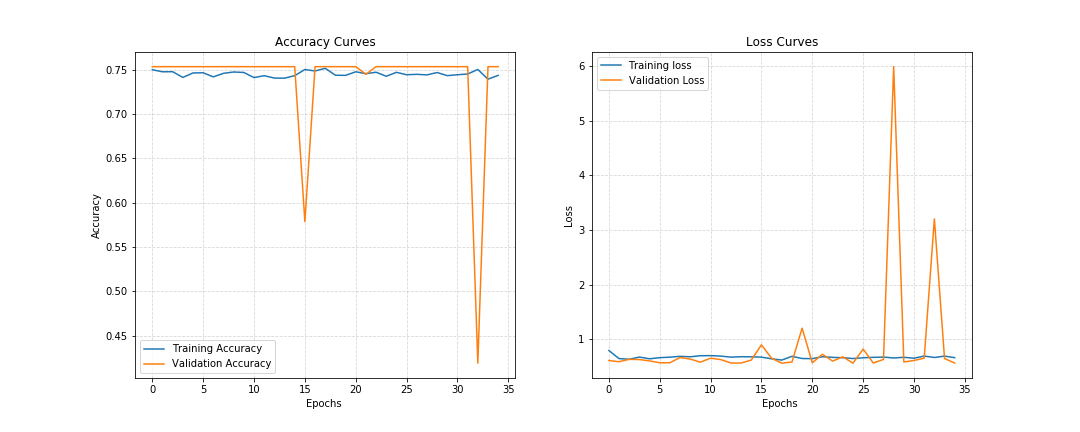 Accuracy Curves
0.75
0.70
0.65
0.60
0.55
0.50
0.45
Accuracy
Training Accuracy
Validation Accuracy
0 5 10 15 20 25 30 35
Epochs
Loss Curves
Training loss
Validation Loss
6
5
4
3
2
1
Loss
0 5 10 15 20 25 30 35
Epochs